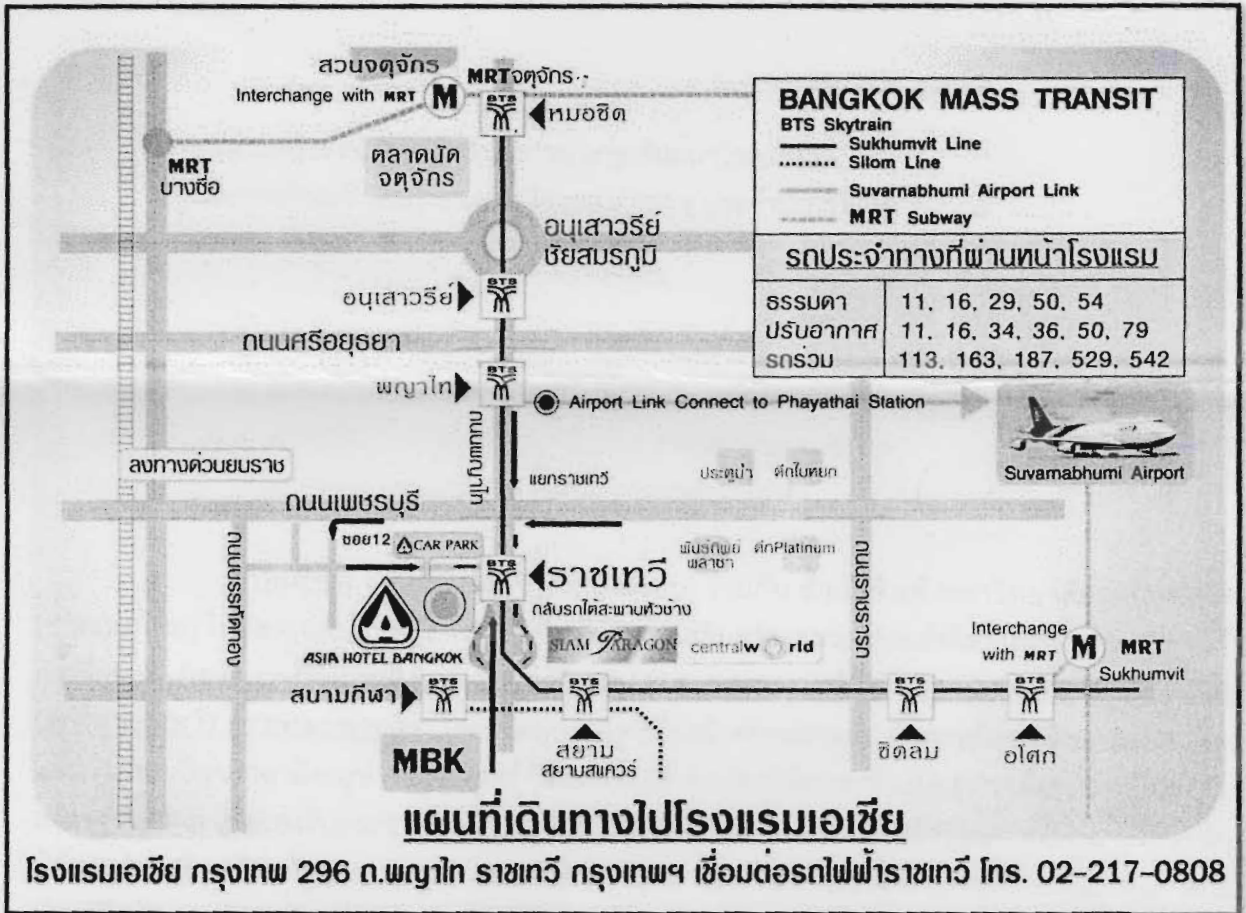 สวนจตุจักร
Interchange with MRT M
MRT จตุจักร
BTS
หมอชิต
MRT
บางซื่อ
ตลาดนัด
จตุจักร
BANGKOK MASS TRANSIT
BTS Skytrain
Sukhumvit Line
Silom Line
Suvarnabhumi Airport Link
MRT Subway
รถประจำทางที่ผ่านหน้าโรงแรม
ธรรมดา 11, 16, 29, 50, 54
ปรับอากาศ 11, 16, 34, 36, 50, 79
รถร่วม 113, 163, 187, 529, 542
อนุเสาวรีย์
ชัยสมรภูมิ
อนุเสาวรีย์
BTS
ถนนศรีอยุธยา
พญาไท
BTS
Airport Link Connect to Phayathai Station
Suvarnabhumi Airport
ถนนพญาไท
ลงทางด่วนยมราช
แยกราชเทวี
ประตูน้ำ ตึกใบหยก
ถนนเพชรบุรี
ซอย12
CAR PARK
BTS
ราชเทวี
พันธ์ทิพย์
พลาซ่า
ตึกPlatinum
ถนนบรรทัดทอง
ถนนราชปรารภ
กลับรถใต้สะพานหัวช้าง
ASIA HOTEL BANGKOK
SIAM PARAGON
centralw rld
Interchange
with MRT
M
MRT
Sukhumvit
สนามกีฬา
BTS
BTS
BTS
BTS
MBK
สยาม
สยามสแควร์
ชิดลม
อโศก
แผนที่เดินทางไปโรงแรมเอเชีย
โรงแรมเอเชีย กรุงเทพ 296 ถ.พญาไท ราชเทวี กรุงเทพฯ เชื่อมต่อรถไฟฟ้าราชเทวี โทร. 02-217-0808